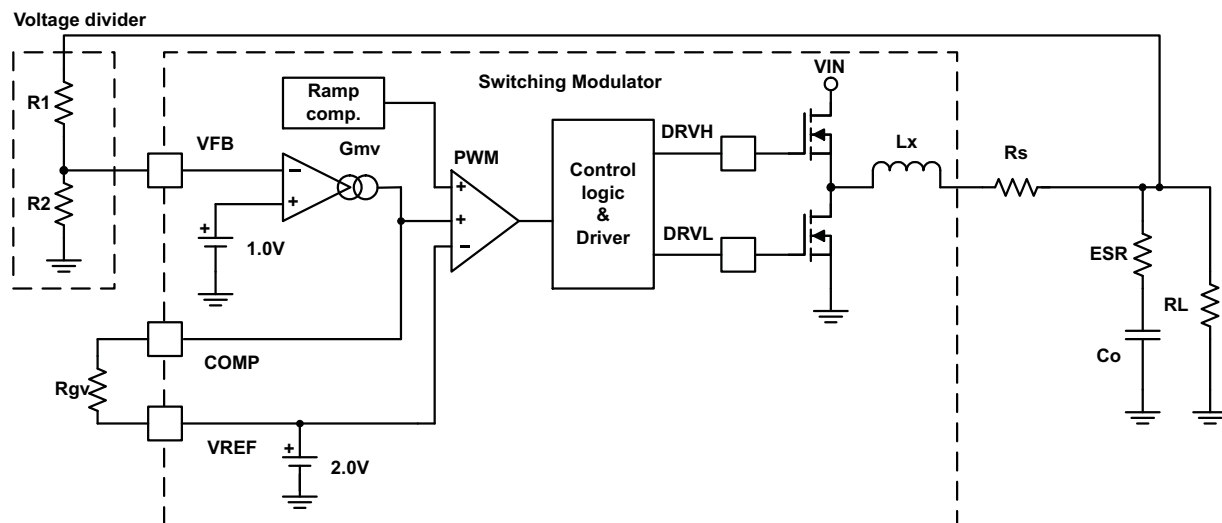 Voltage divider
R1
R2
VFB
Ramp
comp.
Gmv
1.0V
Switching Modulator
PWM
Control
logic
&
Driver
DRVH
DRVL
VIN
Lx
Rs
ESR
Co
RL
COMP
Rgv
VREF
2.0V